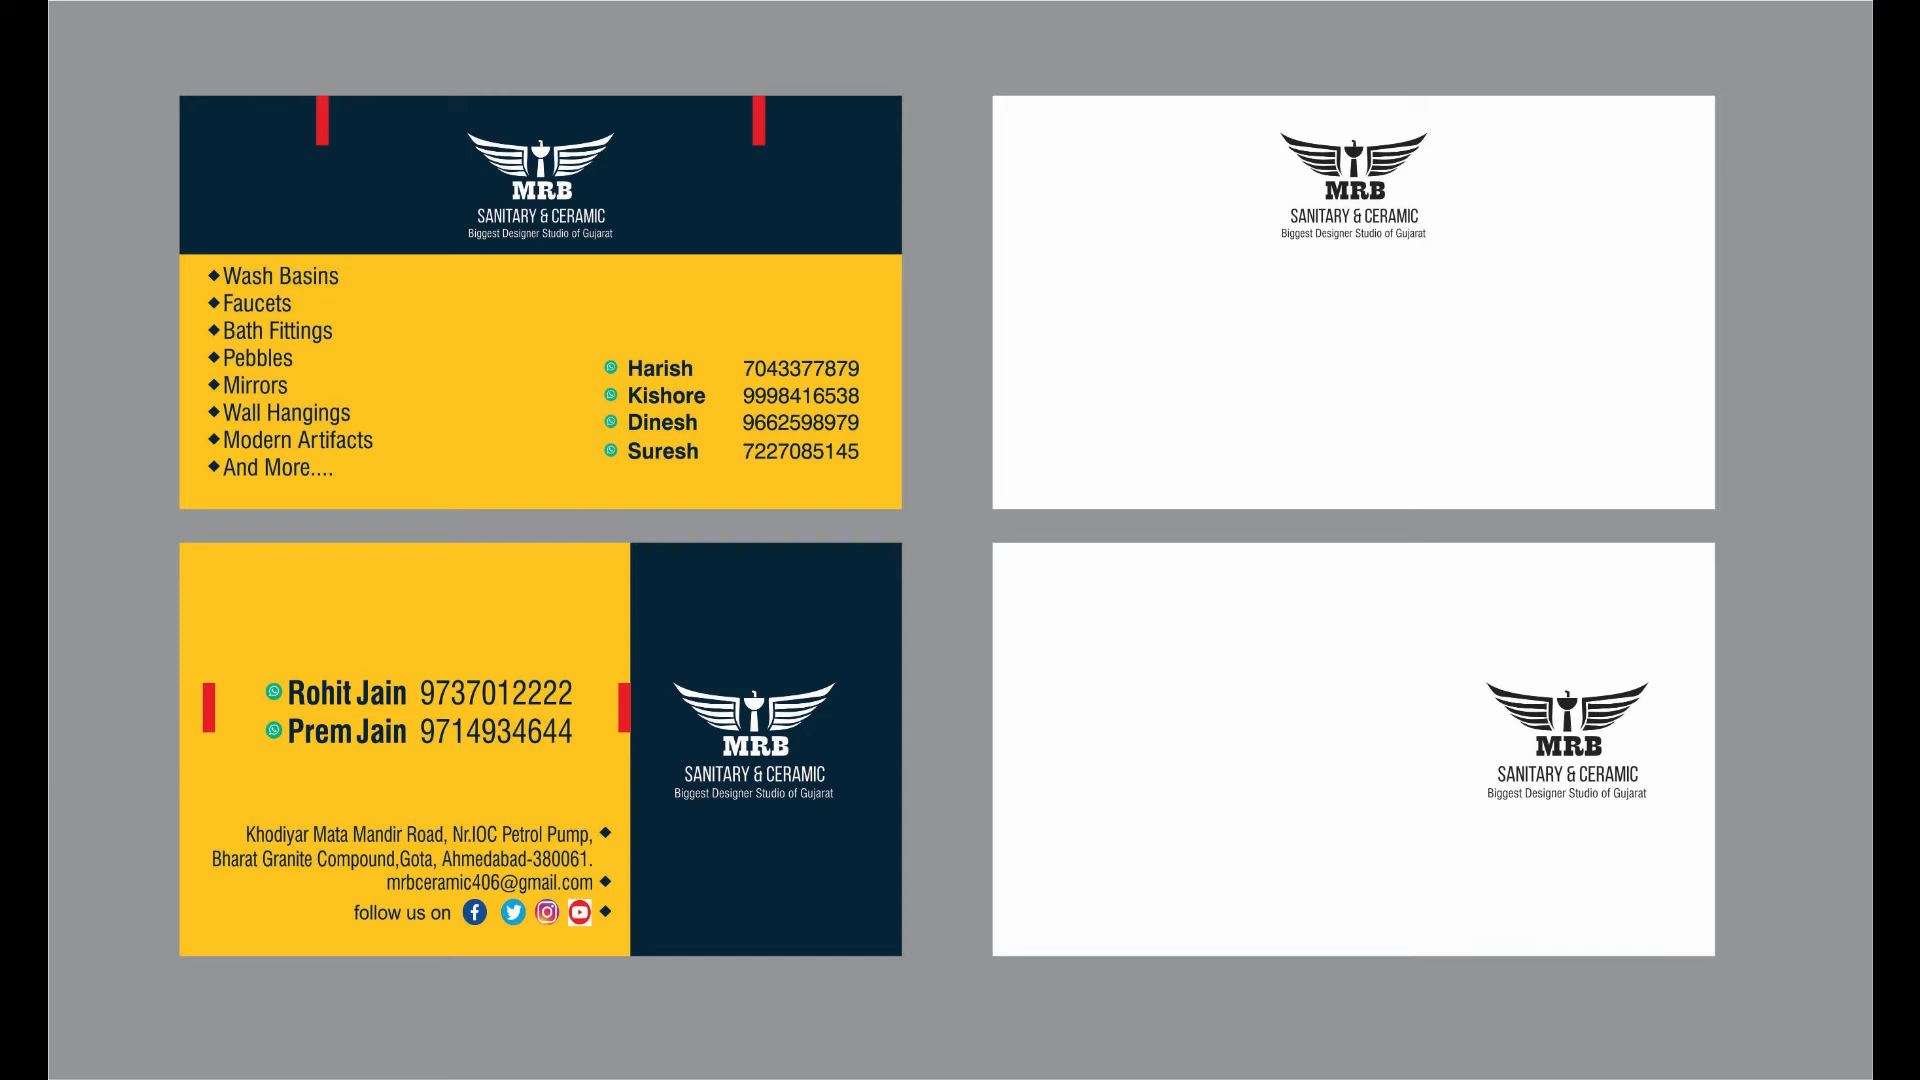 MRB
SANITARY & CERAMIC
Biggest Designer Studio of Gujarat
Wash Basins
Faucets
Bath Fittings
Pebbles
Mirrors
Wall Hangings
Modern Artifacts
And More....
Harish 7043377879
Kishore 9998416538
Dinesh 9662598979
Suresh 7227085145
MRB
SANITARY & CERAMIC
Biggest Designer Studio of Gujarat
Rohit Jain 9737012222
Prem Jain 9714934644
Khodiyar Mata Mandir Road, Nr.IOC Petrol Pump,
Bharat Granite Compound,Gota, Ahmedabad-380061.
mrbceramic406@gmail.com
follow us on
MRB
SANITARY & CERAMIC
Biggest Designer Studio of Gujarat
MRB
SANITARY & CERAMIC
Biggest Designer Studio of Gujarat